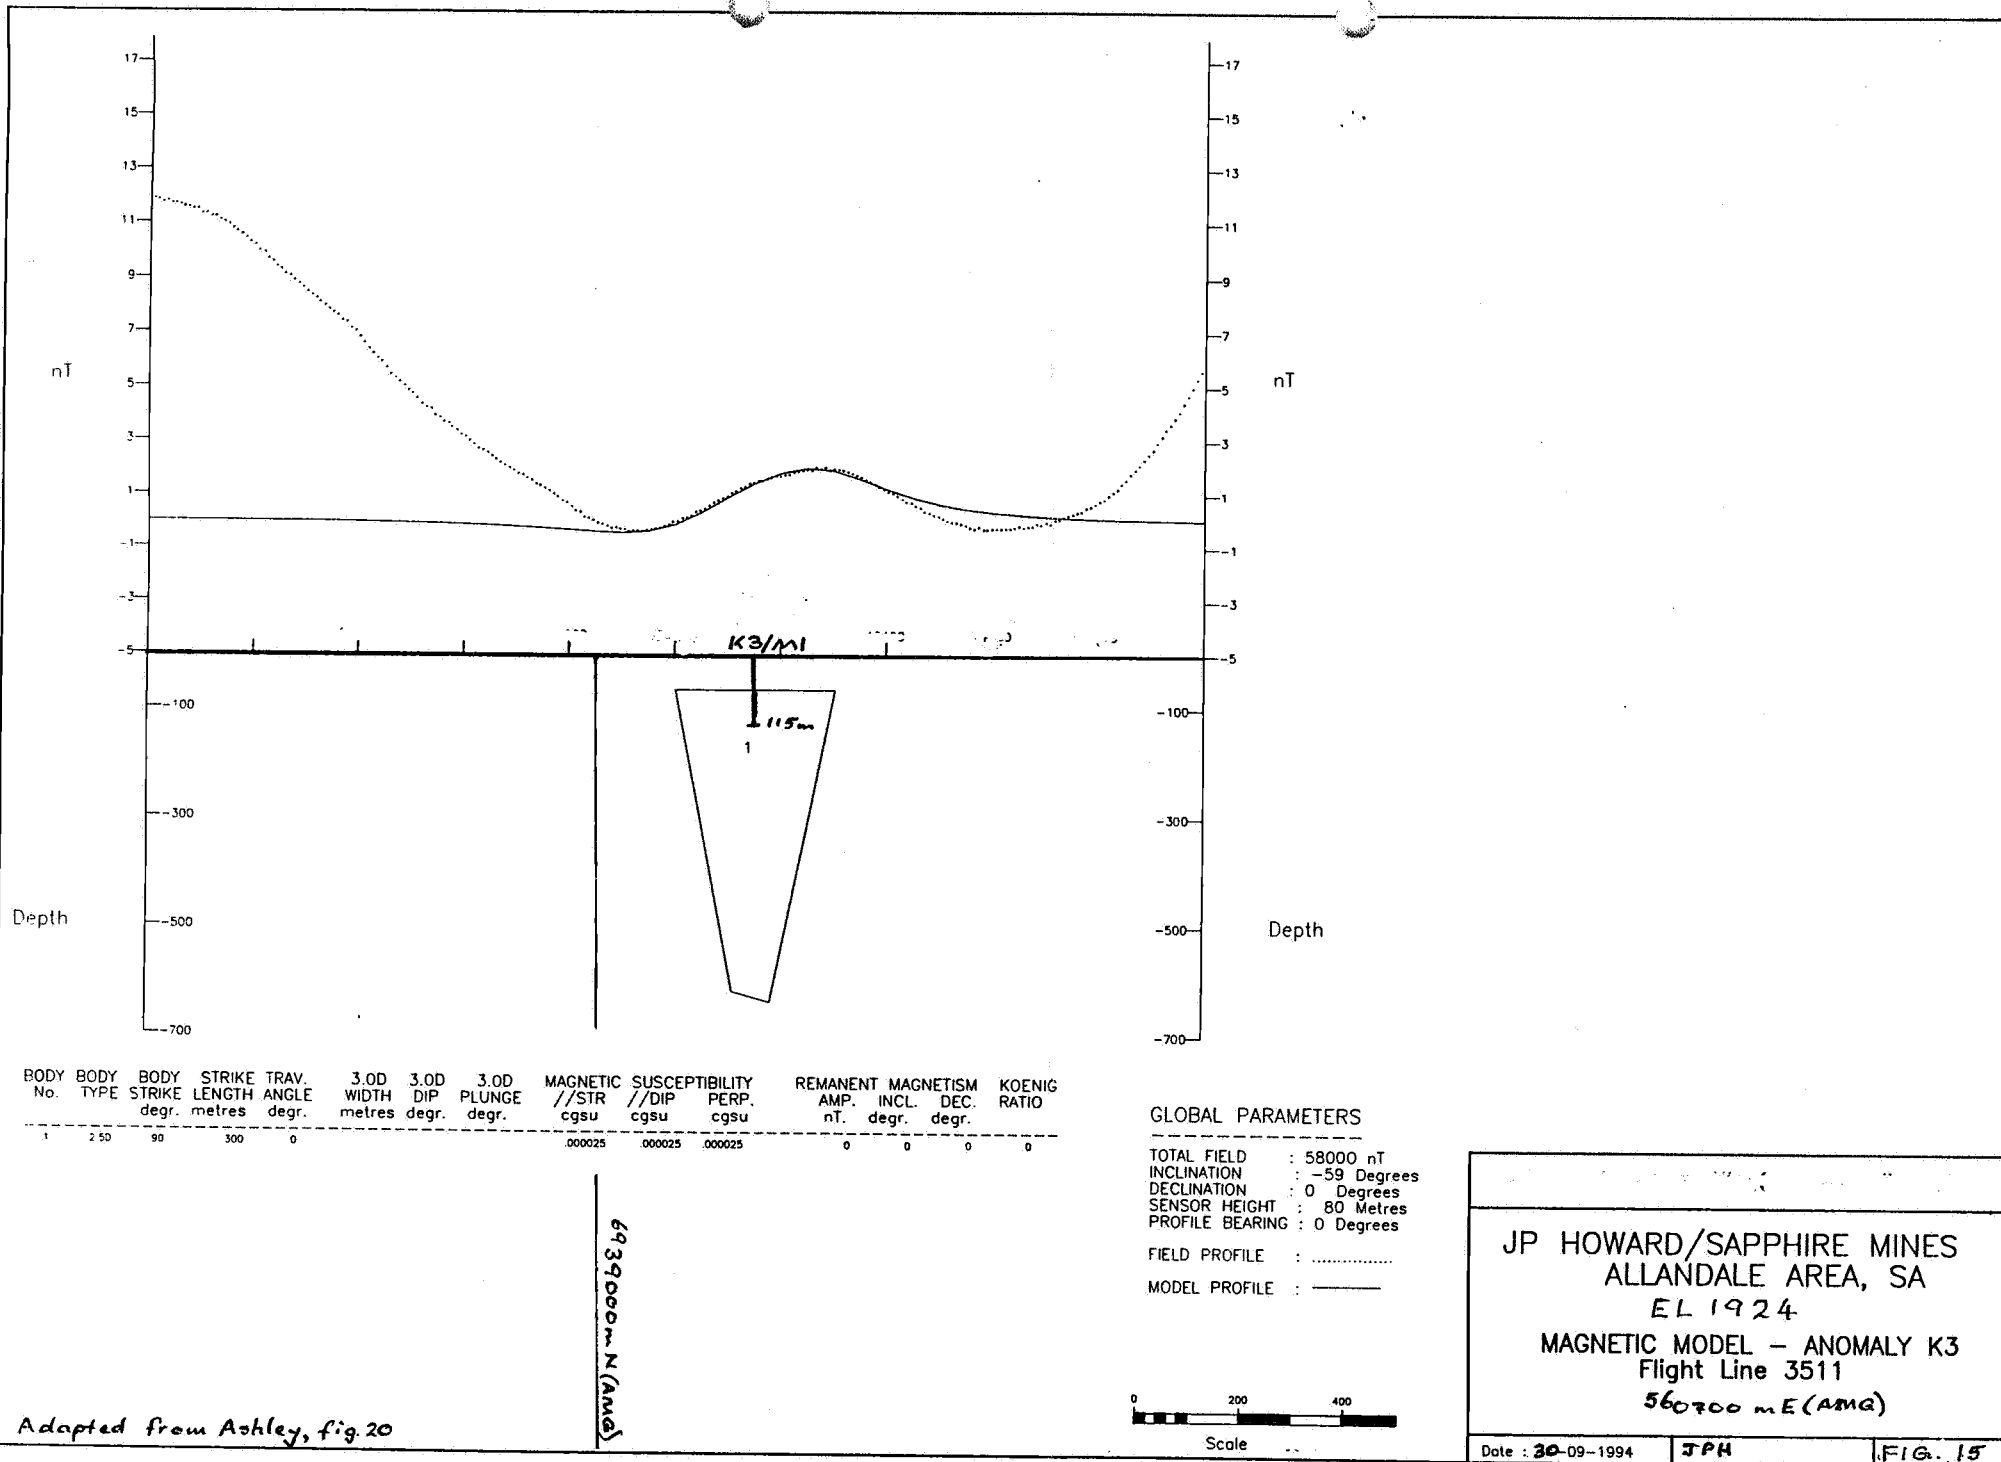 17
15
13
11
9
7
5
3
1
-1
-3
-5
nT
17
15
13
11
9
7
5
3
1
-1
-3
-5
nT
K3/M1
115m
1
-100
-300
-500
-700
Depth
-100
-300
-500
-700
Depth
BODY BODY BODY STRIKE TRAV. 3.0D 3.0D 3.0D MAGNETIC SUSCEPTIBILITY REMANENT MAGNETISM KOENIG
No. TYPE STRIKE LENGTH ANGLE WIDTH DIP PLUNGE //STR //DIP PERP. AMP. INCL. DEC. RATIO
degr. metres degr. metres degr. degr. cgsu cgsu cgsu nT. degr. degr.
1 2.50 90 300 0 .000025 .000025 .000025 0 0 0 0
6939000m N (AMG)
GLOBAL PARAMETERS
TOTAL FIELD : 58000 nT
INCLINATION : -59 Degrees
DECLINATION : 0 Degrees
SENSOR HEIGHT : 80 Metres
PROFILE BEARING : 0 Degrees
FIELD PROFILE :
MODEL PROFILE :
0 200 400
Scale
Adapted from Ashley, fig. 20
JP HOWARD/SAPPHIRE MINES
ALLANDALE AREA, SA
EL 1924
MAGNETIC MODEL – ANOMALY K3
Flight Line 3511
560700 mE (AMG)
Date : 30-09-1994 JPH FIG. 15